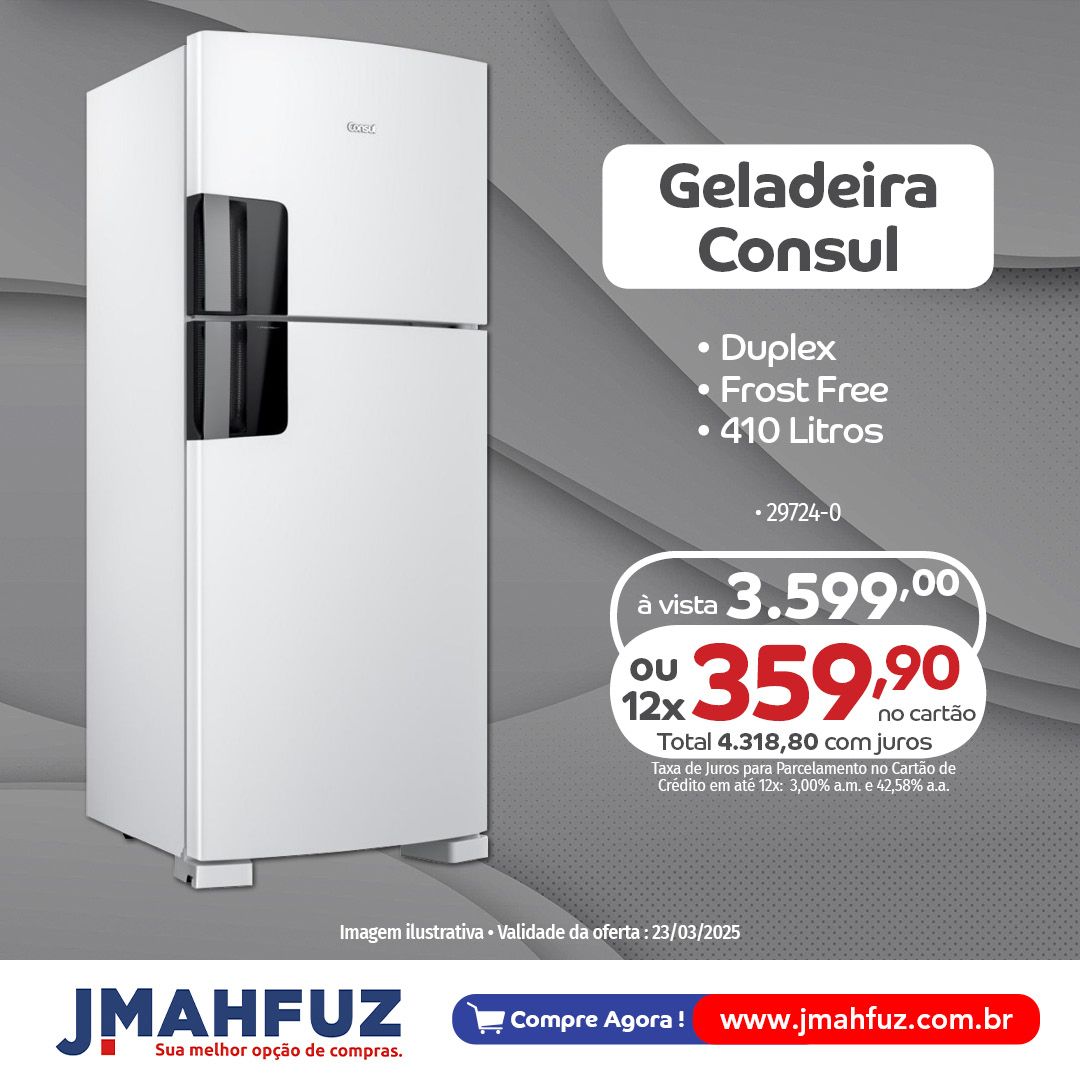 Consul
Geladeira
Consul
• Duplex
• Frost Free
• 410 Litros
• 29724-0
à vista 3.599,00
ou
12x 359,90
no cartão
Total 4.318,80 com juros
Taxa de Juros para Parcelamento no Cartão de
Crédito em até 12x: 3,00% a.m. e 42,58% a.a.
Imagem ilustrativa • Validade da oferta : 23/03/2025
JMAHFUZ
Sua melhor opção de compras.
Compre Agora !
www.jmahfuz.com.br